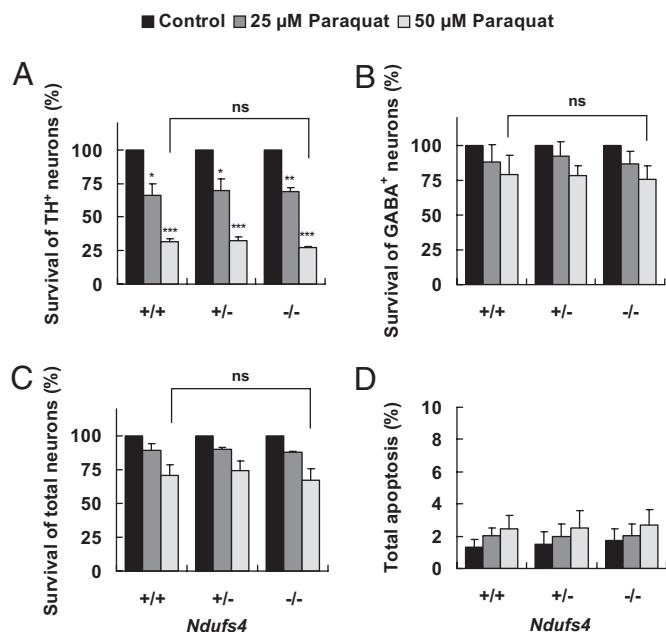 Control 25 µM Paraquat 50 µM Paraquat
A
Survival of TH+ neurons (%)
ns
100
75
50
25
0
*
***
*
***
**
***
+/+ +/- -/-
B
Survival of GABA+ neurons (%)
ns
100
75
50
25
0
+/+ +/- -/-
C
Survival of total neurons (%)
ns
100
75
50
25
0
+/+ +/- -/-
Ndufs4
D
Total apoptosis (%)
10
8
6
4
2
0
+/+ +/- -/-
Ndufs4